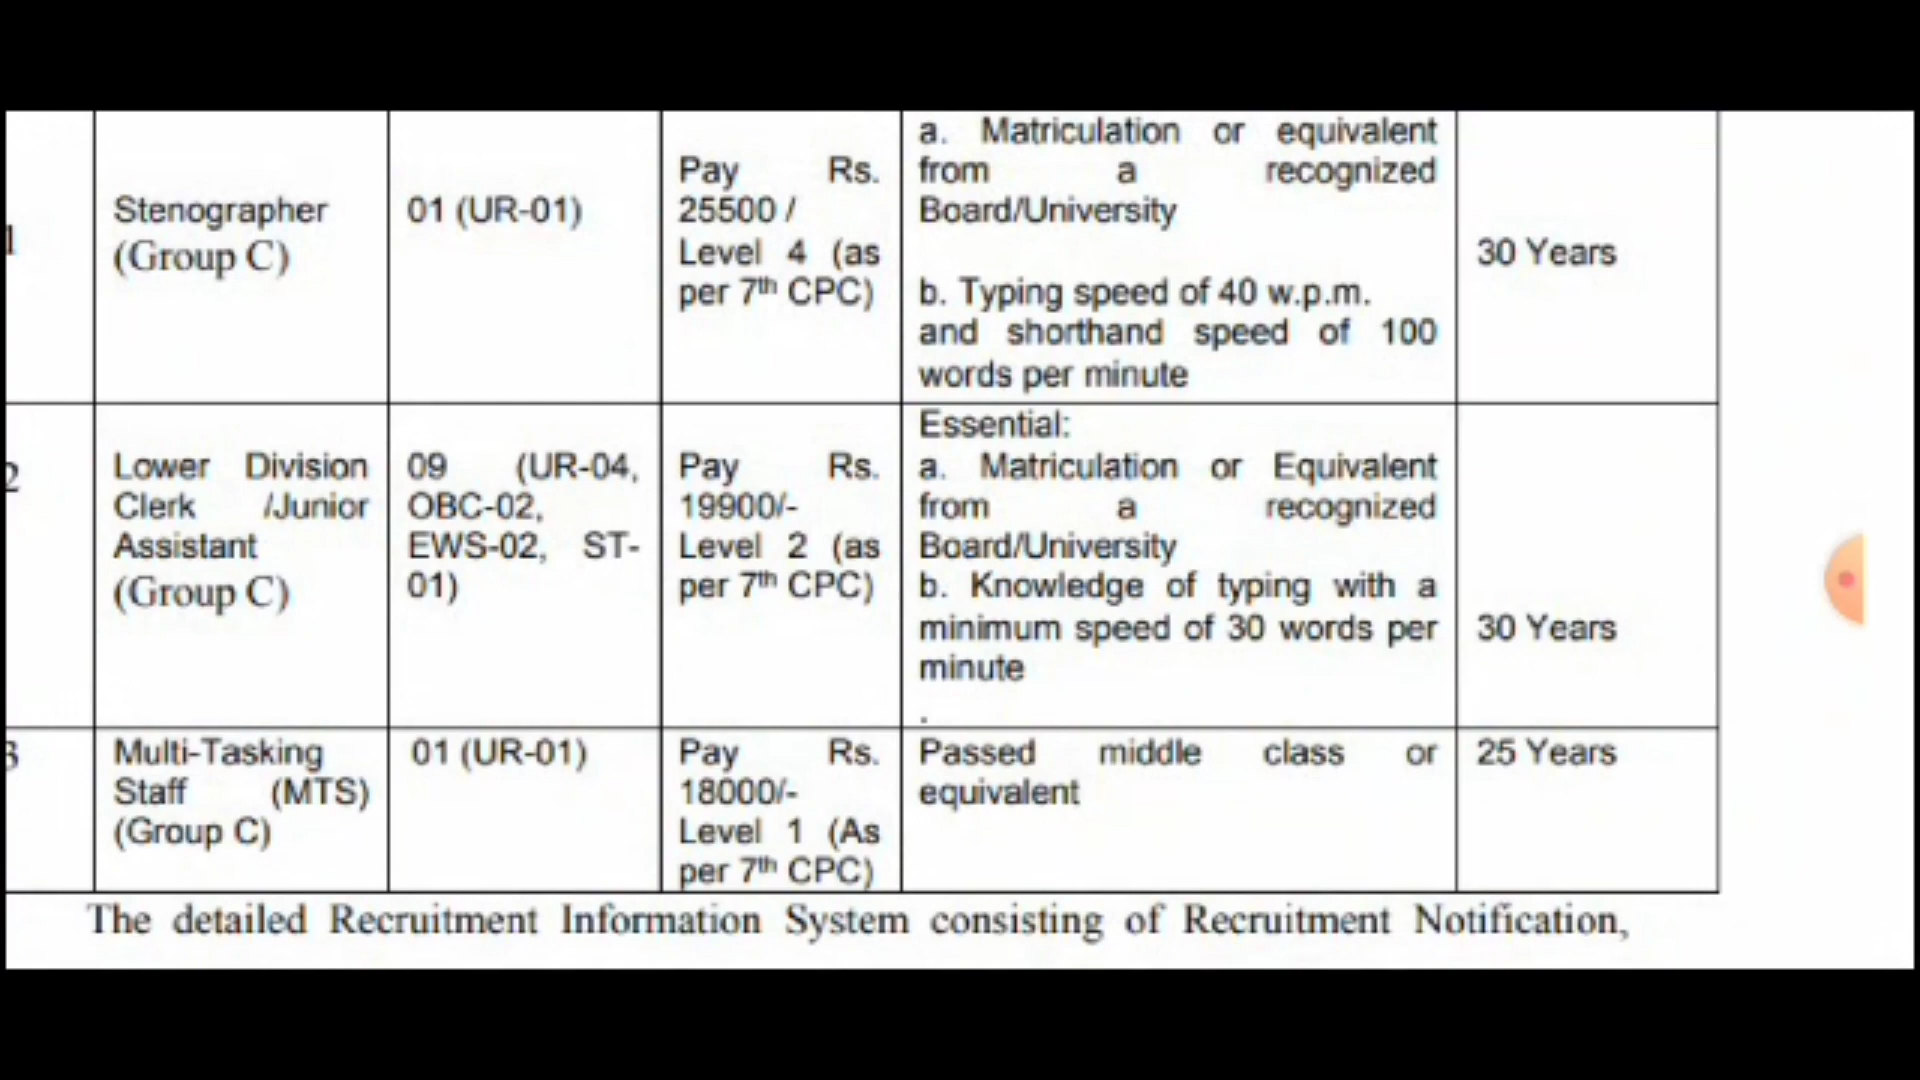 1
Stenographer
(Group C)
01 (UR-01)
Pay Rs.
25500 /
Level 4 (as
per 7th CPC)
a. Matriculation or equivalent
from a recognized
Board/University
b. Typing speed of 40 w.p.m.
and shorthand speed of 100
words per minute
30 Years
2
Lower Division
Clerk /Junior
Assistant
(Group C)
09 (UR-04,
OBC-02,
EWS-02, ST-
01)
Pay Rs.
19900/-
Level 2 (as
per 7th CPC)
Essential:
a. Matriculation or Equivalent
from a recognized
Board/University
b. Knowledge of typing with a
minimum speed of 30 words per
minute
.
30 Years
3
Multi-Tasking
Staff (MTS)
(Group C)
01 (UR-01)
Pay Rs.
18000/-
Level 1 (As
per 7th CPC)
Passed middle class or
equivalent
25 Years
The detailed Recruitment Information System consisting of Recruitment Notification,